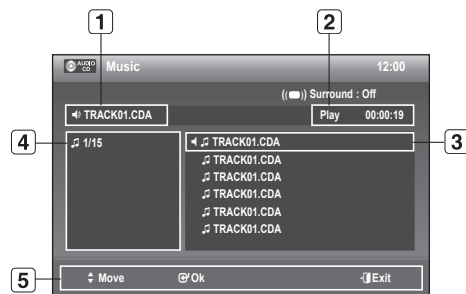 1
2
AUDIO CD Music 12:00
Surround : Off
TRACK01.CDA Play 00:00:19
4
1/15
TRACK01.CDA
3
TRACK01.CDA
TRACK01.CDA
TRACK01.CDA
TRACK01.CDA
TRACK01.CDA
5
Move Ok Exit